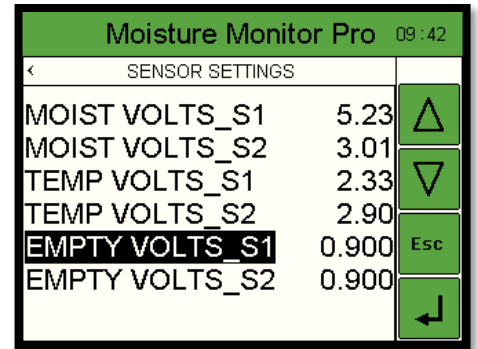 Moisture Monitor Pro 09:42
< SENSOR SETTINGS
MOIST VOLTS_S1 5.23
MOIST VOLTS_S2 3.01
TEMP VOLTS_S1 2.33
TEMP VOLTS_S2 2.90
EMPTY VOLTS_S1 0.900
Esc
EMPTY VOLTS_S2 0.900